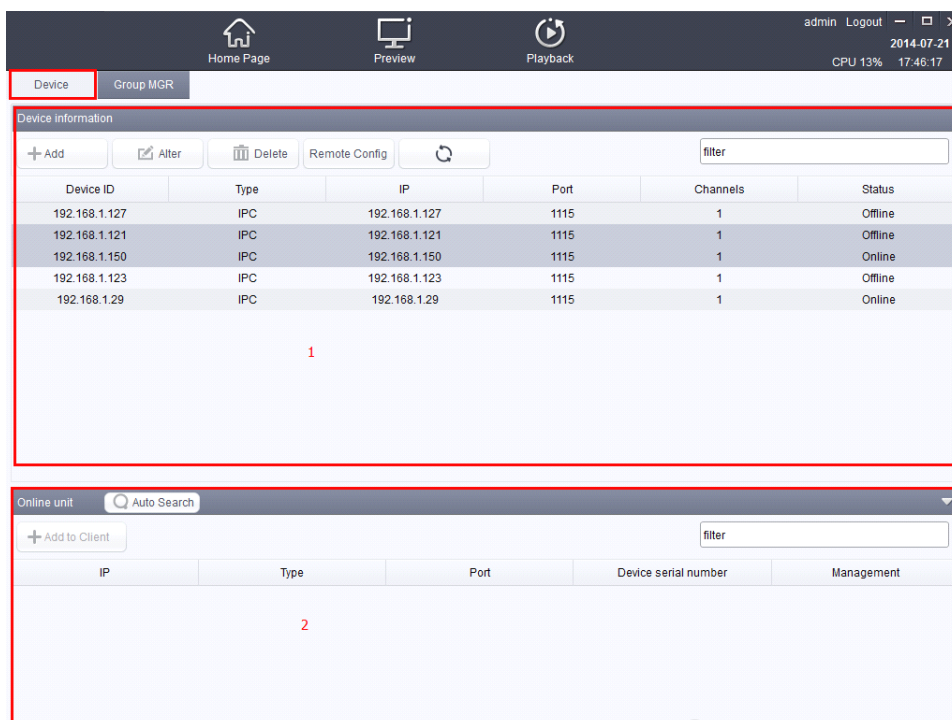 admin Logout
2014-07-21
CPU 13% 17:46:17
Home Page Preview Playback
Device Group MGR
Device information
Add Alter Delete Remote Config filter
Device ID Type IP Port Channels Status
192.168.1.127 IPC 192.168.1.127 1115 1 Offline
192.168.1.121 IPC 192.168.1.121 1115 1 Offline
192.168.1.150 IPC 192.168.1.150 1115 1 Online
192.168.1.123 IPC 192.168.1.123 1115 1 Offline
192.168.1.29 IPC 192.168.1.29 1115 1 Online
1
Online unit Auto Search
Add to Client filter
IP Type Port Device serial number Management
2